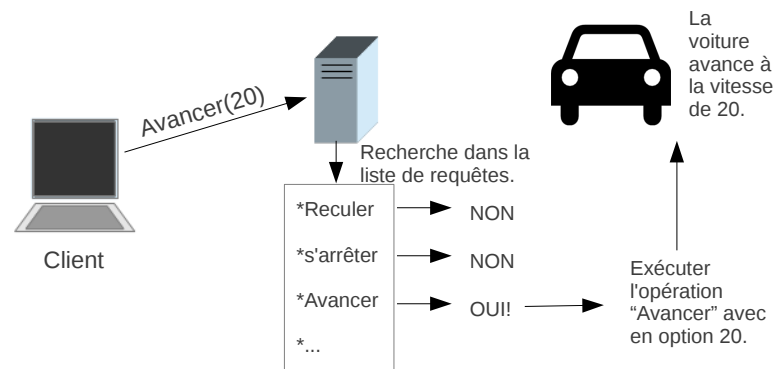 Avancer(20)
Client
Recherche dans la
liste de requêtes.
*Reculer
NON
*s'arrêter
NON
*Avancer
OUI!
*...
Exécuter
l'opération
“Avancer” avec
en option 20.
La
voiture
avance à
la vitesse
de 20.